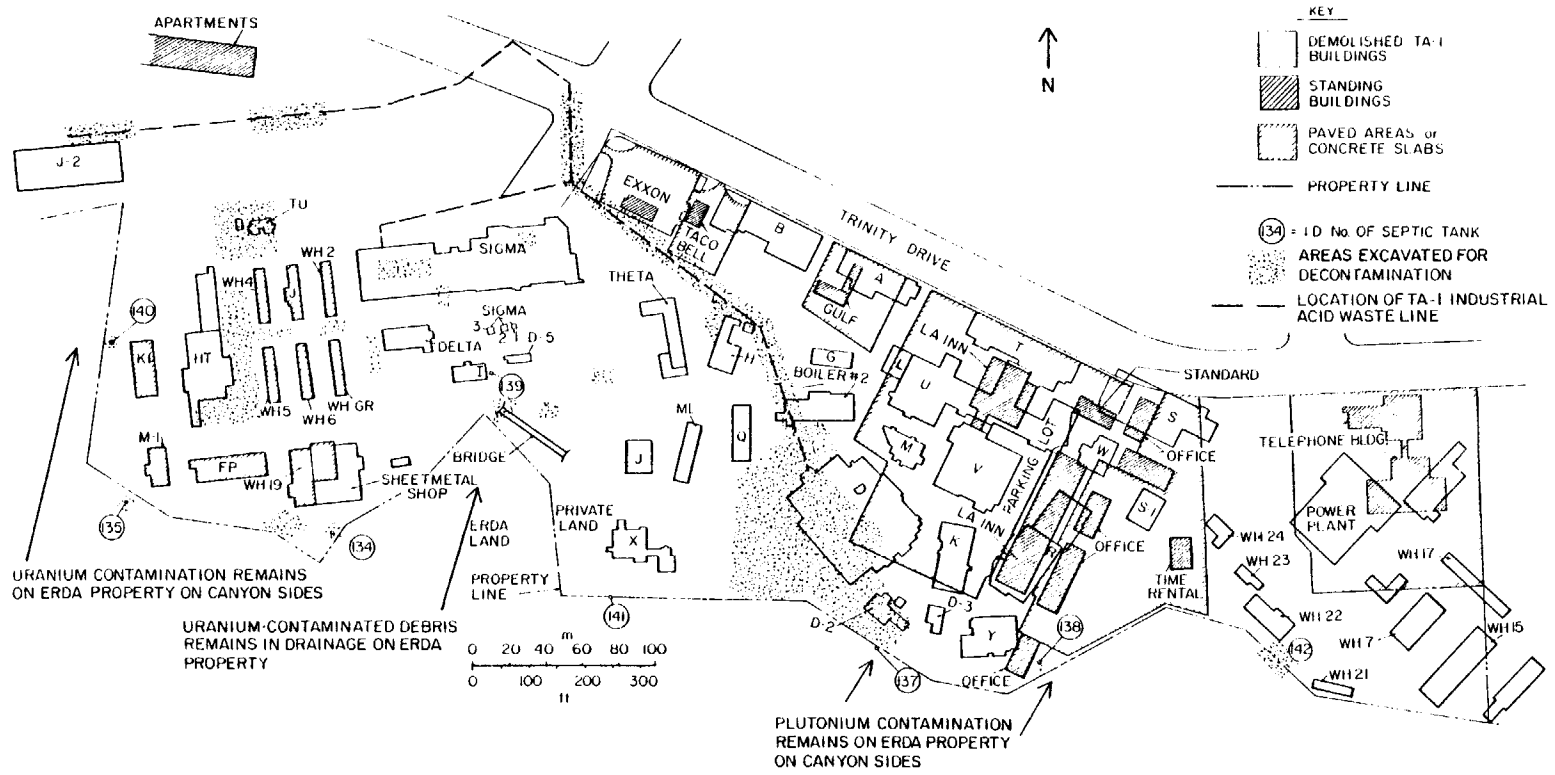 APARTMENTS
N
KEY
DEMOLISHED TA-1
BUILDINGS
STANDING
BUILDINGS
PAVED AREAS or
CONCRETE SLABS
PROPERTY LINE
134 = I D No. OF SEPTIC TANK
AREAS EXCAVATED FOR
DECONTAMINATION
LOCATION OF TA-1 INDUSTRIAL
ACID WASTE LINE
J-2
TU
D
SIGMA
WH 2
WH4
EXXON
TACO
BELL
B
TRINITY DRIVE
A
GULF
THETA
140
K1
HT
SIGMA
3
2
1
D-5
DELTA
I
139
H
G
BOILER #2
LA INN
T
STANDARD
L
U
S
OFFICE
TELEPHONE BLDG
WH5
WH6
WH GR
M-1
FP
WH 19
SHEETMETAL
SHOP
BRIDGE
J
M1
Q
M
V
PARKING LOT
W
D
LA INN
S-1
POWER
PLANT
135
134
ERDA
LAND
PRIVATE
LAND
X
K
R
OFFICE
WH 24
WH 23
WH 17
TIME
RENTAL
URANIUM CONTAMINATION REMAINS
ON ERDA PROPERTY ON CANYON SIDES
PROPERTY
LINE
141
D-3
D-2
Y
138
WH 22
WH 7
WH 15
URANIUM-CONTAMINATED DEBRIS
REMAINS IN DRAINAGE ON ERDA
PROPERTY
m
0 20 40 60 80 100
0 100 200 300
ft
137
OFFICE
142
WH 21
PLUTONIUM CONTAMINATION
REMAINS ON ERDA PROPERTY
ON CANYON SIDES